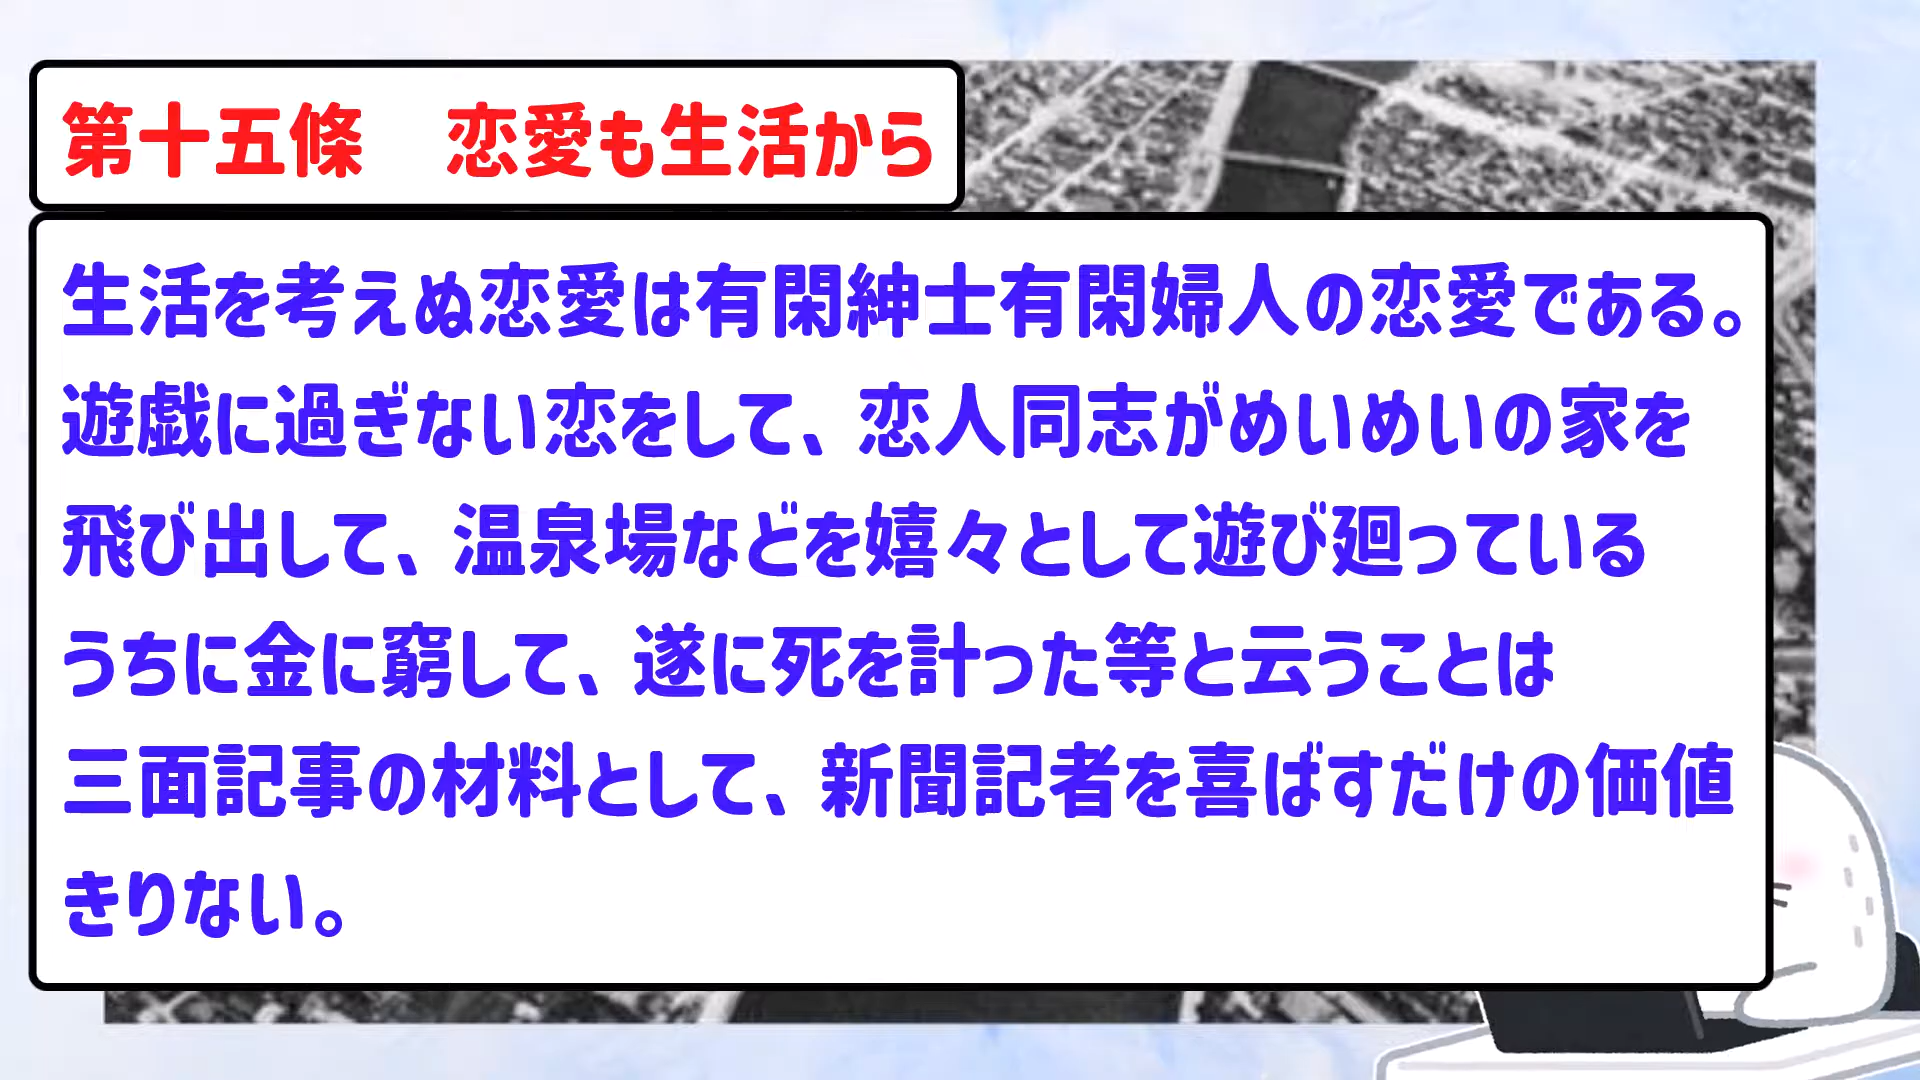 第十五條　恋愛も生活から
生活を考えぬ恋愛は有閑紳士有閑婦人の恋愛である。
遊戯に過ぎない恋をして、恋人同志がめいめいの家を
飛び出して、温泉場などを嬉々として遊び廻っている
うちに金に窮して、遂に死を計った等と云うことは
三面記事の材料として、新聞記者を喜ばすだけの価値
きりない。